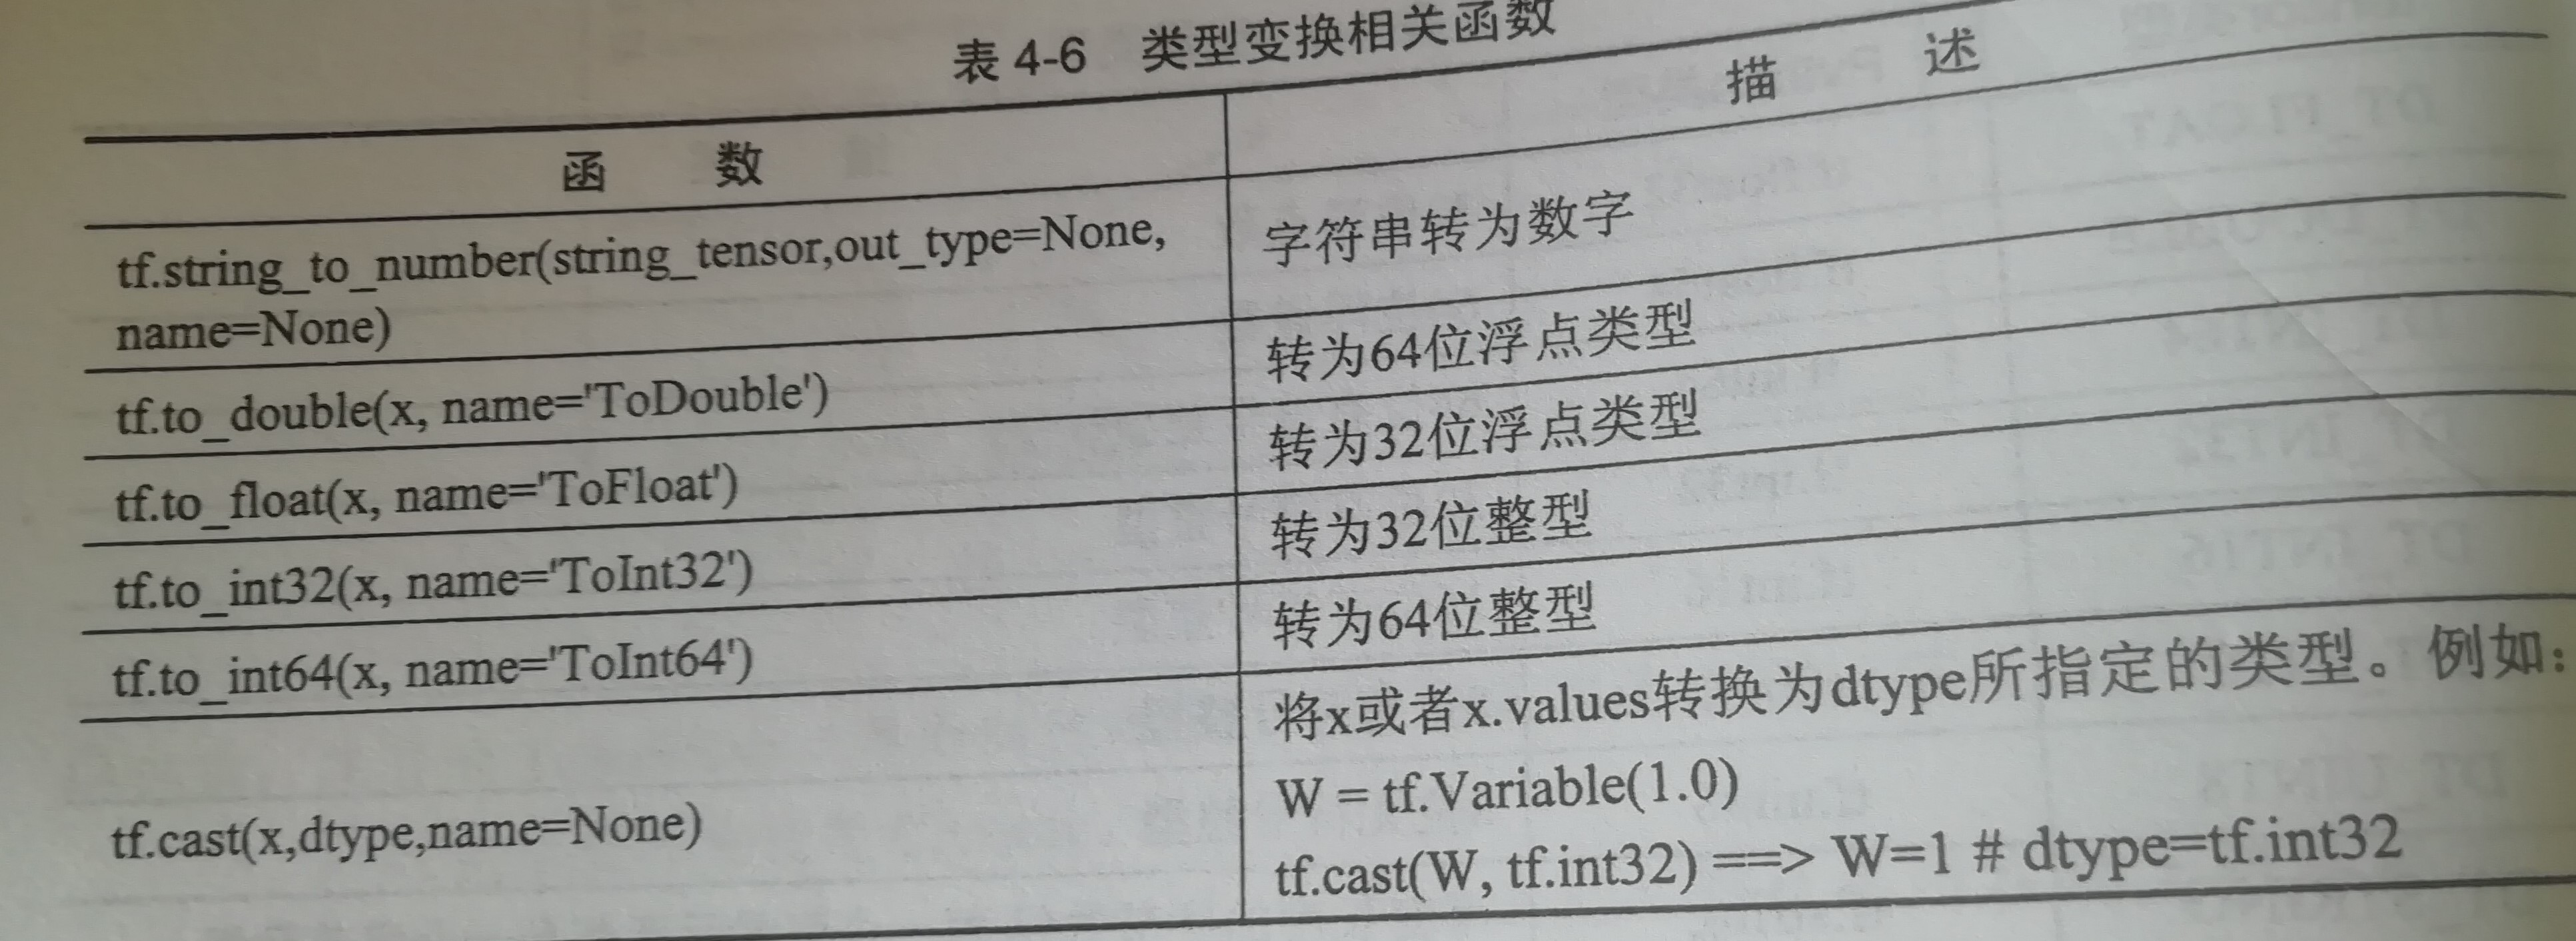 表 4-6 类型变换相关函数
函 数
描 述
tf.string_to_number(string_tensor,out_type=None,
name=None)
字符串转为数字
tf.to_double(x, name='ToDouble')
转为64位浮点类型
tf.to_float(x, name='ToFloat')
转为32位浮点类型
tf.to_int32(x, name='ToInt32')
转为32位整型
tf.to_int64(x, name='ToInt64')
转为64位整型
tf.cast(x,dtype,name=None)
将x或者x.values转换为dtype所指定的类型。例如：
W = tf.Variable(1.0)
tf.cast(W, tf.int32) ==> W=1 # dtype=tf.int32